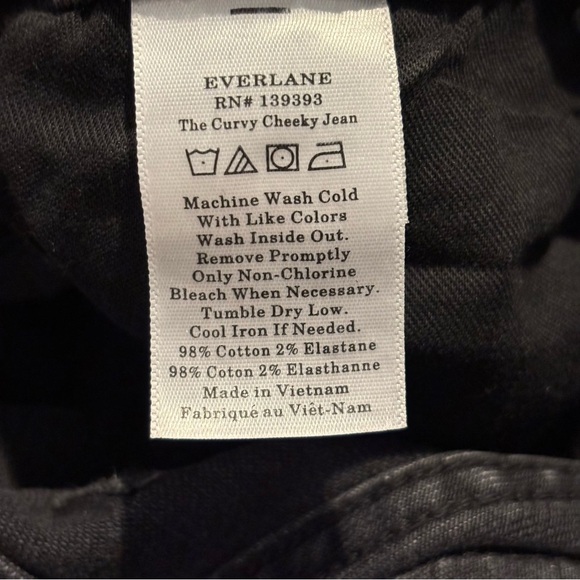 EVERLANE
RN# 139393
The Curvy Cheeky Jean
Machine Wash Cold
With Like Colors
Wash Inside Out.
Remove Promptly
Only Non-Chlorine
Bleach When Necessary.
Tumble Dry Low.
Cool Iron If Needed.
98% Cotton 2% Elastane
98% Coton 2% Elasthanne
Made in Vietnam
Fabriqué au Viêt-Nam